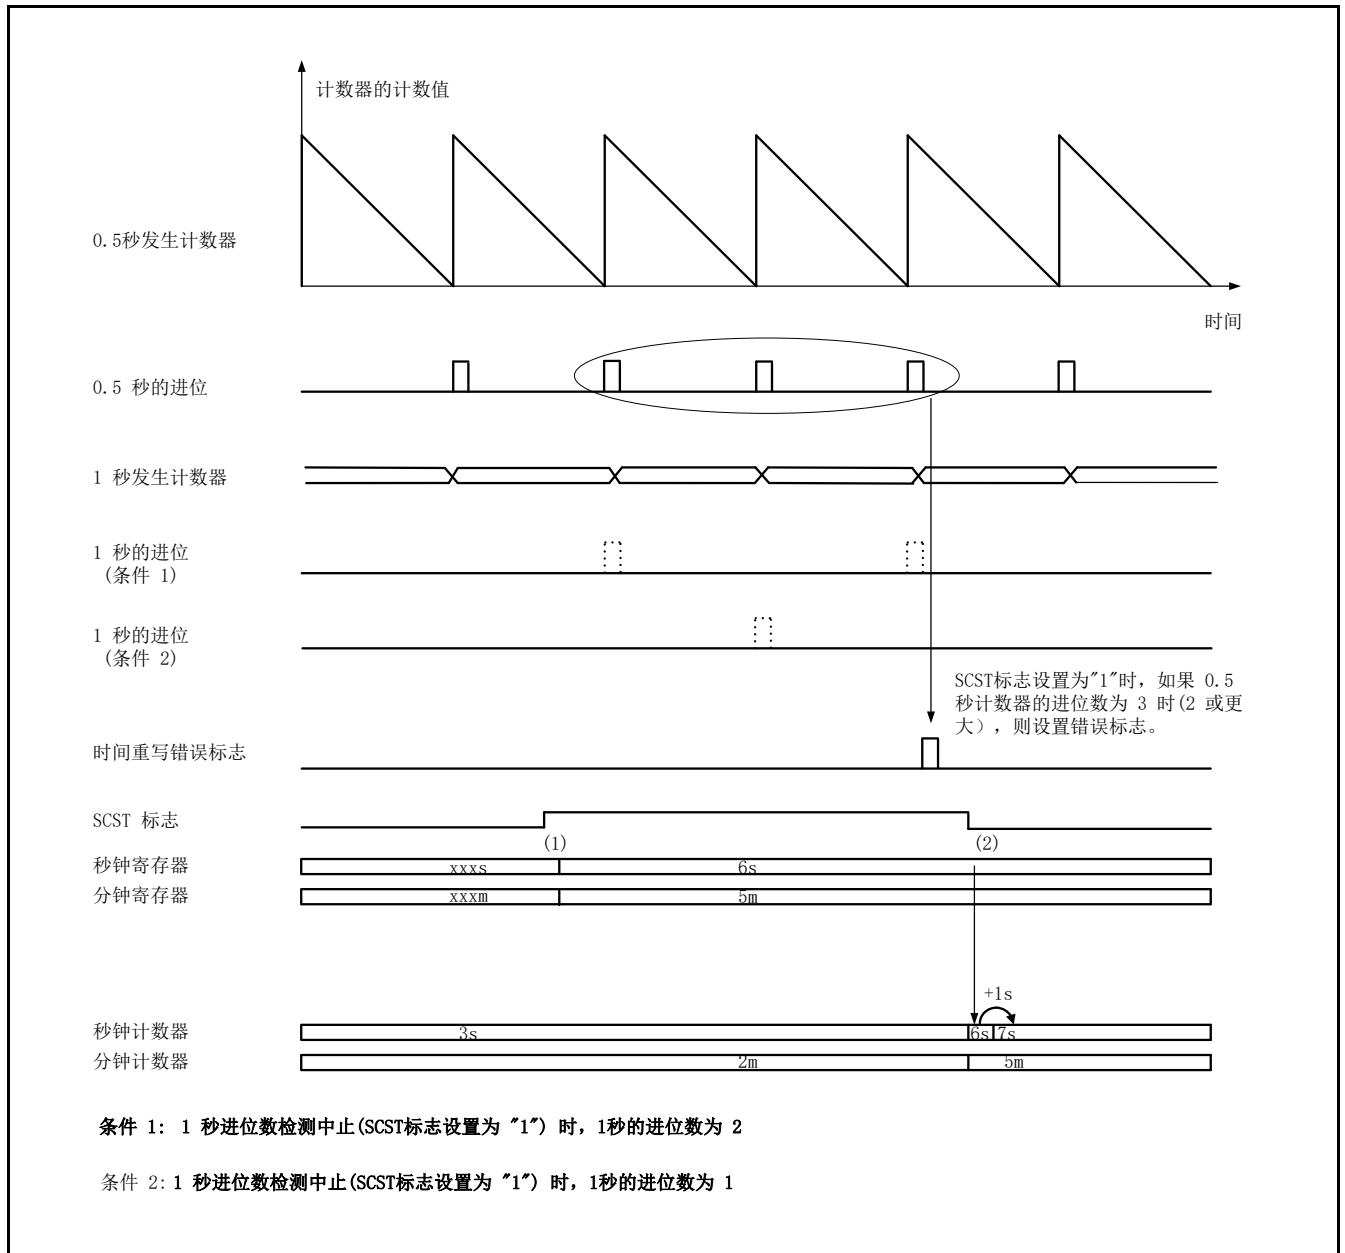 计数器的计数值
0.5秒发生计数器
时间
0.5 秒的进位
1 秒发生计数器
1 秒的进位
(条件 1)
1 秒的进位
(条件 2)
SCST标志设置为"1"时，如果 0.5
秒计数器的进位数为 3 时(2 或更
大），则设置错误标志。
时间重写错误标志
SCST 标志
(1)
(2)
秒钟寄存器
xxxs
6s
分钟寄存器
xxxm
5m
+1s
秒钟计数器
3s
6s
7s
分钟计数器
2m
5m
条件 1: 1 秒进位数检测中止(SCST标志设置为 "1") 时，1秒的进位数为 2
条件 2: 1 秒进位数检测中止(SCST标志设置为 "1") 时，1秒的进位数为 1